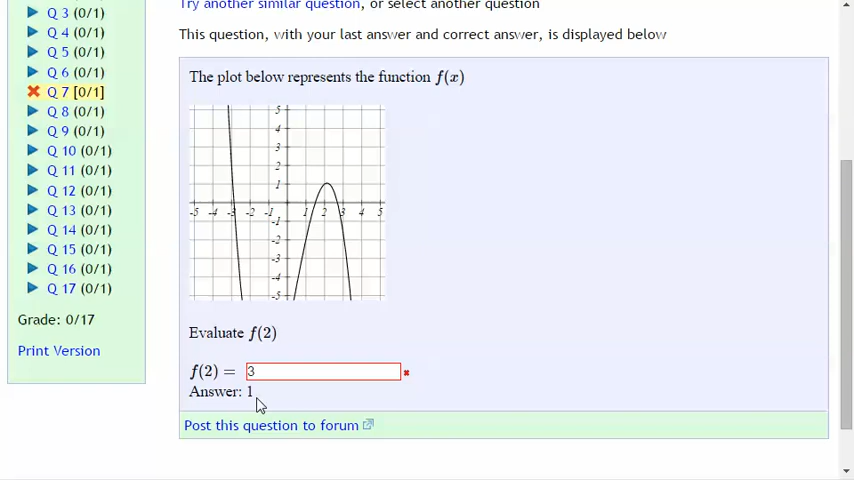 Try another similar question, or select another question
This question, with your last answer and correct answer, is displayed below
Q 3 (0/1)
Q 4 (0/1)
Q 5 (0/1)
Q 6 (0/1)
Q 7 [0/1]
Q 8 (0/1)
Q 9 (0/1)
Q 10 (0/1)
Q 11 (0/1)
Q 12 (0/1)
Q 13 (0/1)
Q 14 (0/1)
Q 15 (0/1)
Q 16 (0/1)
Q 17 (0/1)
Grade: 0/17
Print Version
The plot below represents the function f(x)
5
4
3
2
1
-5 -4 -3 -2 -1 1 2 3 4 5
-1
-2
-3
-4
-5
Evaluate f(2)
f(2) = 3
Answer: 1
Post this question to forum